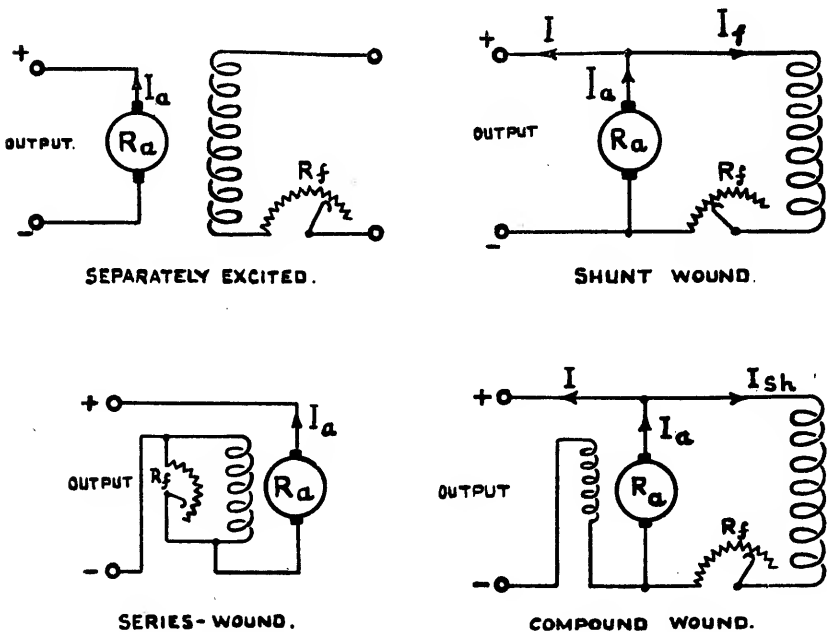 +
Ia
OUTPUT.
Ra
Rf
-
SEPARATELY EXCITED.
I
If
+
Ia
OUTPUT
Ra
Rf
-
SHUNT WOUND.
+
Ia
Rf
OUTPUT
Ra
-
SERIES-WOUND.
I
Ish
+
Ia
OUTPUT
Ra
Rf
-
COMPOUND WOUND.